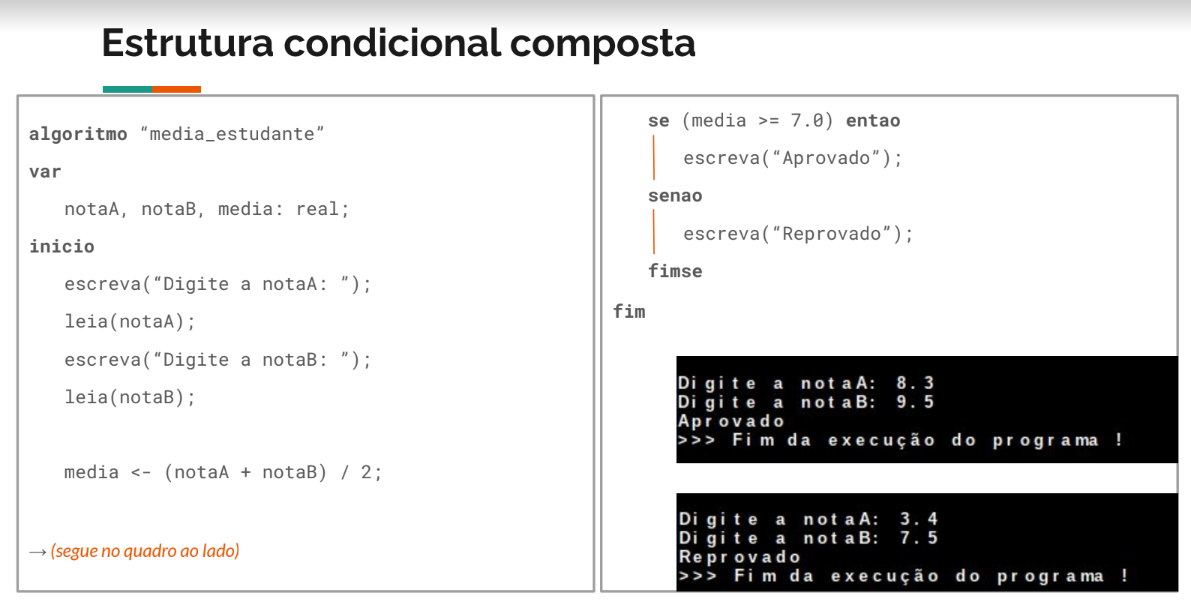 Estrutura condicional composta
algoritmo “media_estudante”
var
notaA, notaB, media: real;
inicio
escreva(“Digite a notaA: ”);
leia(notaA);
escreva(“Digite a notaB: ”);
leia(notaB);
media <- (notaA + notaB) / 2;
→ (segue no quadro ao lado)
se (media >= 7.0) entao
escreva(“Aprovado”);
senao
escreva(“Reprovado”);
fimse
fim
Digite a notaA: 8.3
Digite a notaB: 9.5
Aprovado
>>> Fim da execução do programa !
Digite a notaA: 3.4
Digite a notaB: 7.5
Reprovado
>>> Fim da execução do programa !